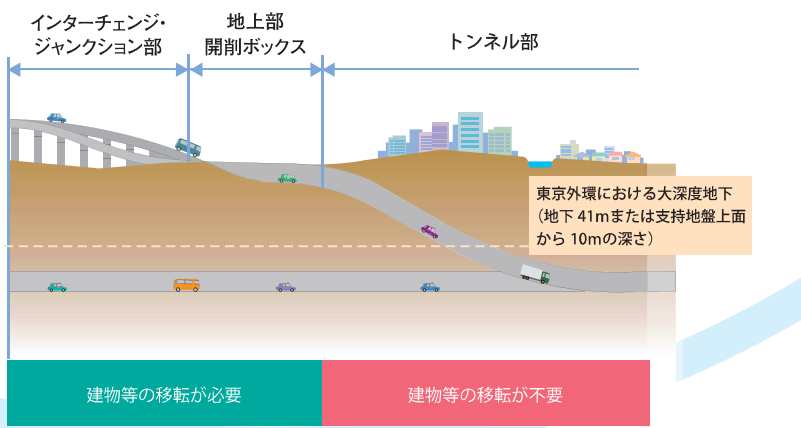 インターチェンジ・
ジャンクション部
地上部
開削ボックス
トンネル部
東京外環における大深度地下
（地下 41mまたは支持地盤上面
から 10mの深さ）
建物等の移転が必要
建物等の移転が不要